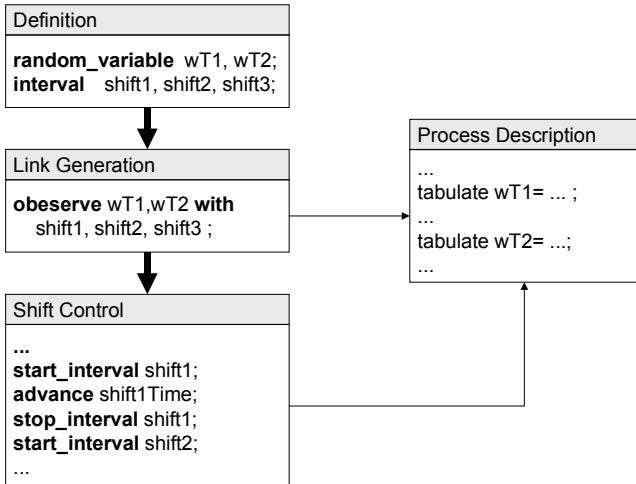 Definition
random_variable wT1, wT2;
interval shift1, shift2, shift3;
Link Generation
obeserve wT1,wT2 with
shift1, shift2, shift3 ;
Shift Control
...
start_interval shift1;
advance shift1Time;
stop_interval shift1;
start_interval shift2;
...
Process Description
...
tabulate wT1= ... ;
...
tabulate wT2= ...;
...